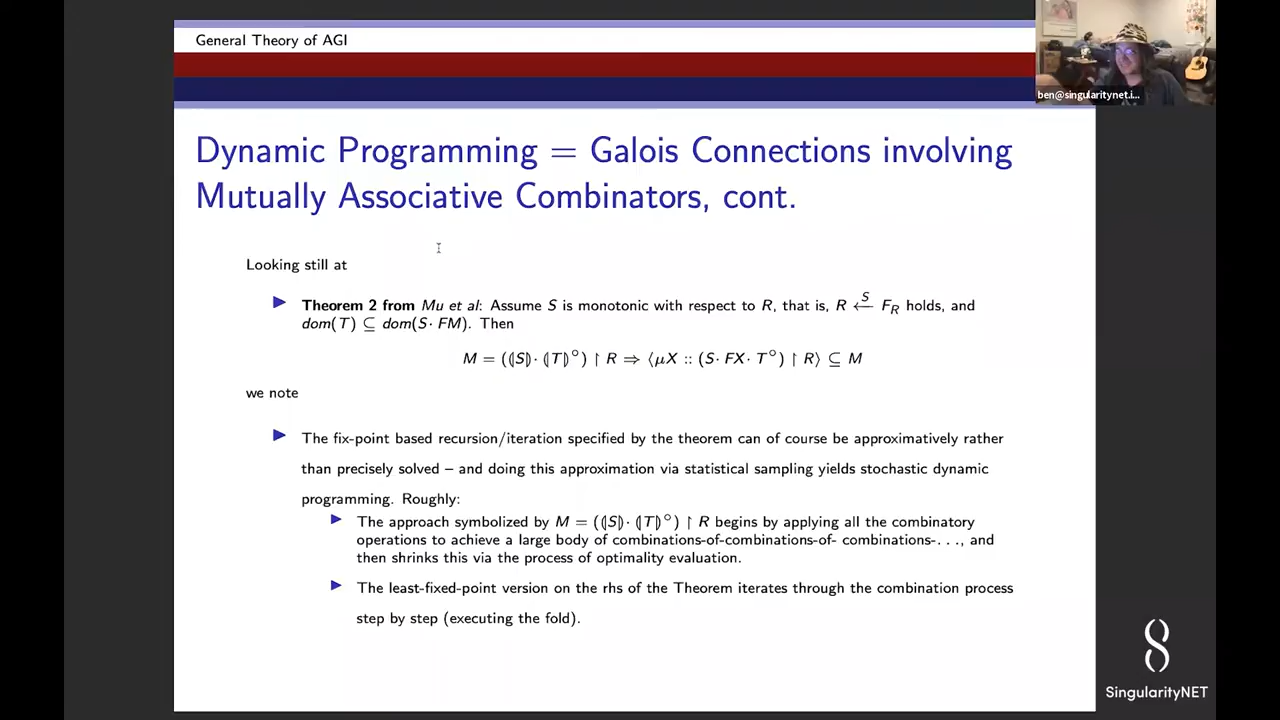 General Theory of AGI
ben@singularitynet.i...
Dynamic Programming = Galois Connections involving
Mutually Associative Combinators, cont.
Looking still at
Theorem 2 from Mu et al: Assume S is monotonic with respect to R, that is, R ←S F_R holds, and
dom(T) ⊆ dom(S· FM). Then
M = (⦇S⦈· ⦇T⦈°) ↾ R ⇒ ⟨μX :: (S· FX· T°) ↾ R⟩ ⊆ M
we note
The fix-point based recursion/iteration specified by the theorem can of course be approximatively rather
than precisely solved – and doing this approximation via statistical sampling yields stochastic dynamic
programming. Roughly:
The approach symbolized by M = (⦇S⦈· ⦇T⦈°) ↾ R begins by applying all the combinatory
operations to achieve a large body of combinations-of-combinations-of- combinations-. . ., and
then shrinks this via the process of optimality evaluation.
The least-fixed-point version on the rhs of the Theorem iterates through the combination process
step by step (executing the fold).
SingularityNET